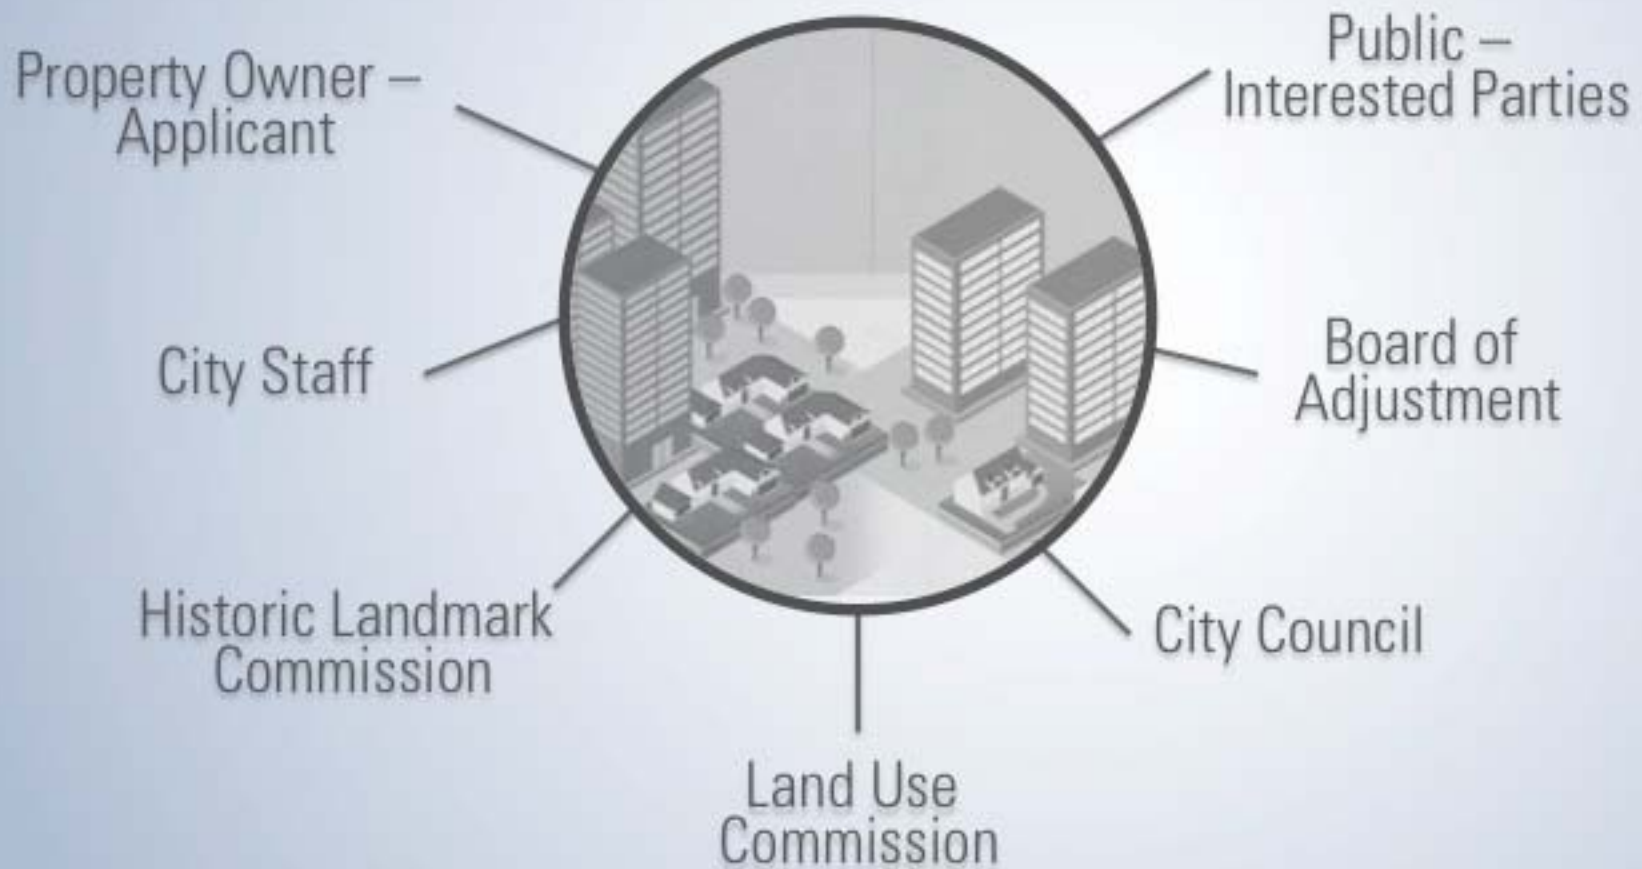 Property Owner –
Applicant
Public –
Interested Parties
City Staff
Board of
Adjustment
Historic Landmark
Commission
City Council
Land Use
Commission